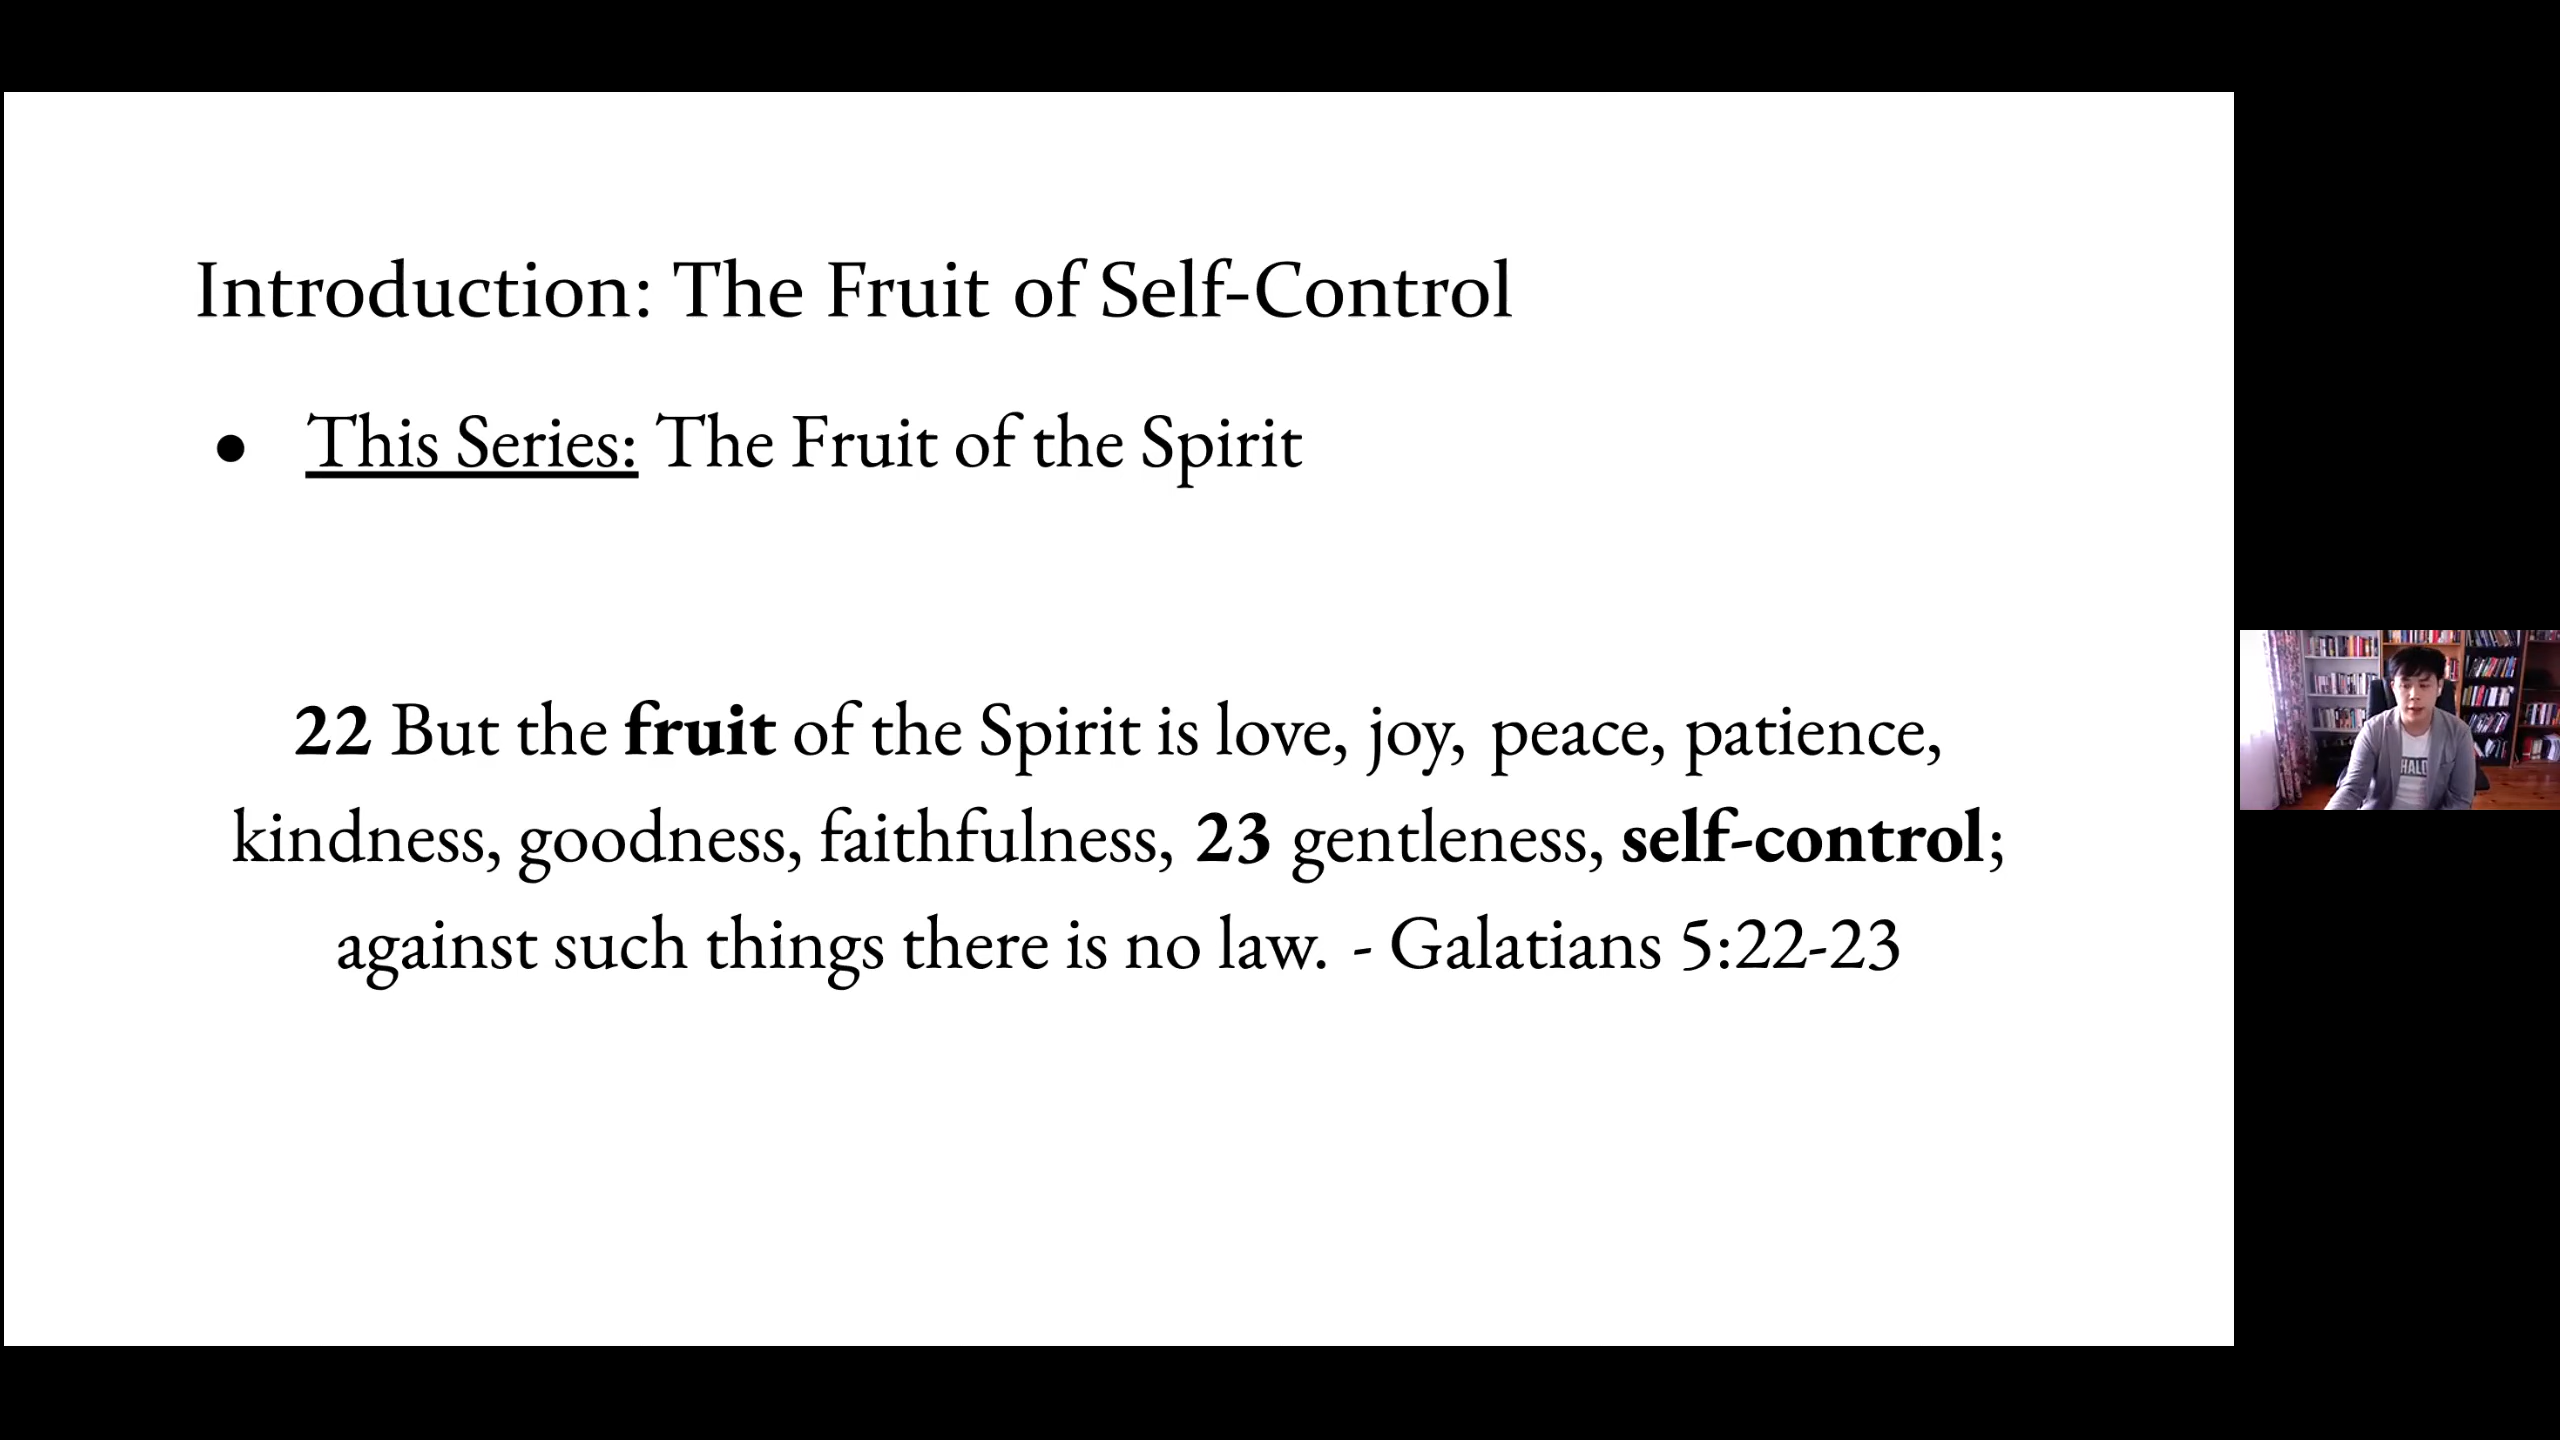 Introduction: The Fruit of Self-Control
● This Series: The Fruit of the Spirit
22 But the fruit of the Spirit is love, joy, peace, patience,
kindness, goodness, faithfulness, 23 gentleness, self-control;
against such things there is no law. - Galatians 5:22-23
HALO